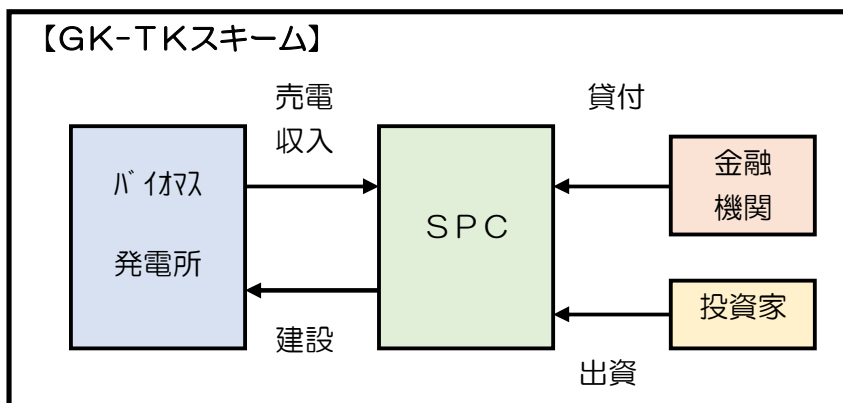 【GK-TKスキーム】
売電
収入
貸付
バイオマス
発電所
SPC
金融
機関
投資家
建設
出資